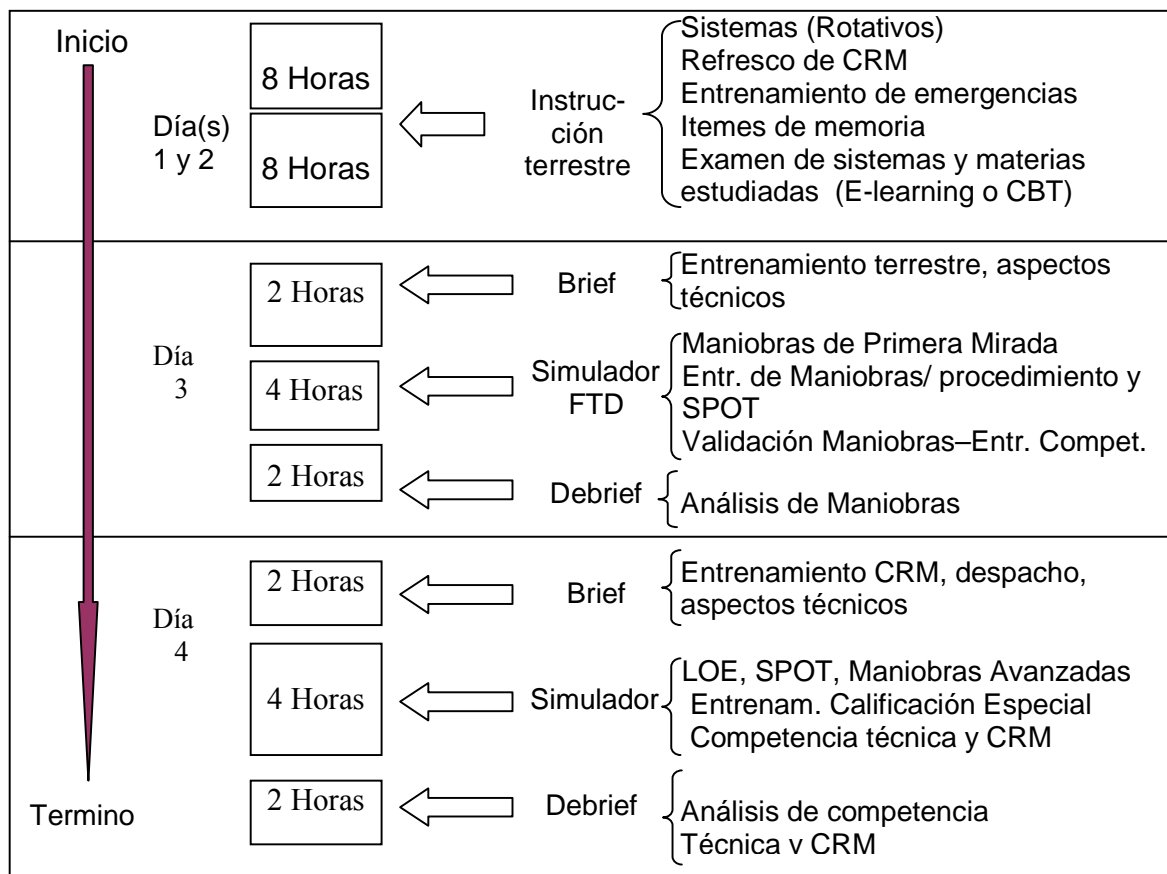 Inicio
Día(s)
1 y 2
8 Horas
8 Horas
Instruc-
ción
terrestre
Sistemas (Rotativos)
Refresco de CRM
Entrenamiento de emergencias
Itemes de memoria
Examen de sistemas y materias
estudiadas (E-learning o CBT)
Día
3
2 Horas
Brief
Entrenamiento terrestre, aspectos
técnicos
4 Horas
Simulador
FTD
Maniobras de Primera Mirada
Entr. de Maniobras/ procedimiento y
SPOT
Validación Maniobras–Entr. Compet.
2 Horas
Debrief
Análisis de Maniobras
Día
4
2 Horas
Brief
Entrenamiento CRM, despacho,
aspectos técnicos
4 Horas
Simulador
LOE, SPOT, Maniobras Avanzadas
Entrenam. Calificación Especial
Competencia técnica y CRM
2 Horas
Debrief
Análisis de competencia
Técnica y CRM
Termino